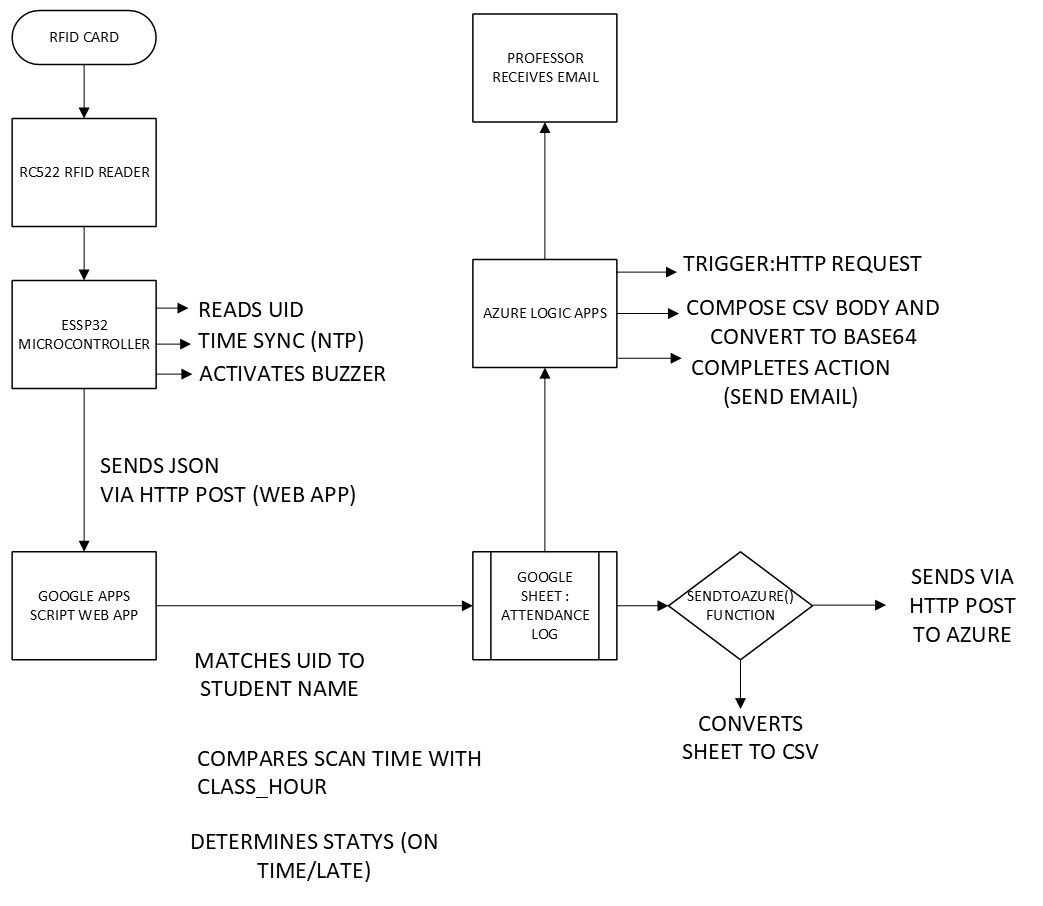 RFID CARD
RC522 RFID READER
ESSP32
MICROCONTROLLER
READS UID
TIME SYNC (NTP)
ACTIVATES BUZZER
SENDS JSON
VIA HTTP POST (WEB APP)
GOOGLE APPS
SCRIPT WEB APP
MATCHES UID TO
STUDENT NAME
COMPARES SCAN TIME WITH
CLASS_HOUR
DETERMINES STATYS (ON
TIME/LATE)
PROFESSOR
RECEIVES EMAIL
AZURE LOGIC APPS
TRIGGER:HTTP REQUEST
COMPOSE CSV BODY AND
CONVERT TO BASE64
COMPLETES ACTION
(SEND EMAIL)
GOOGLE
SHEET :
ATTENDANCE
LOG
SENDTOAZURE()
FUNCTION
SENDS VIA
HTTP POST
TO AZURE
CONVERTS
SHEET TO CSV